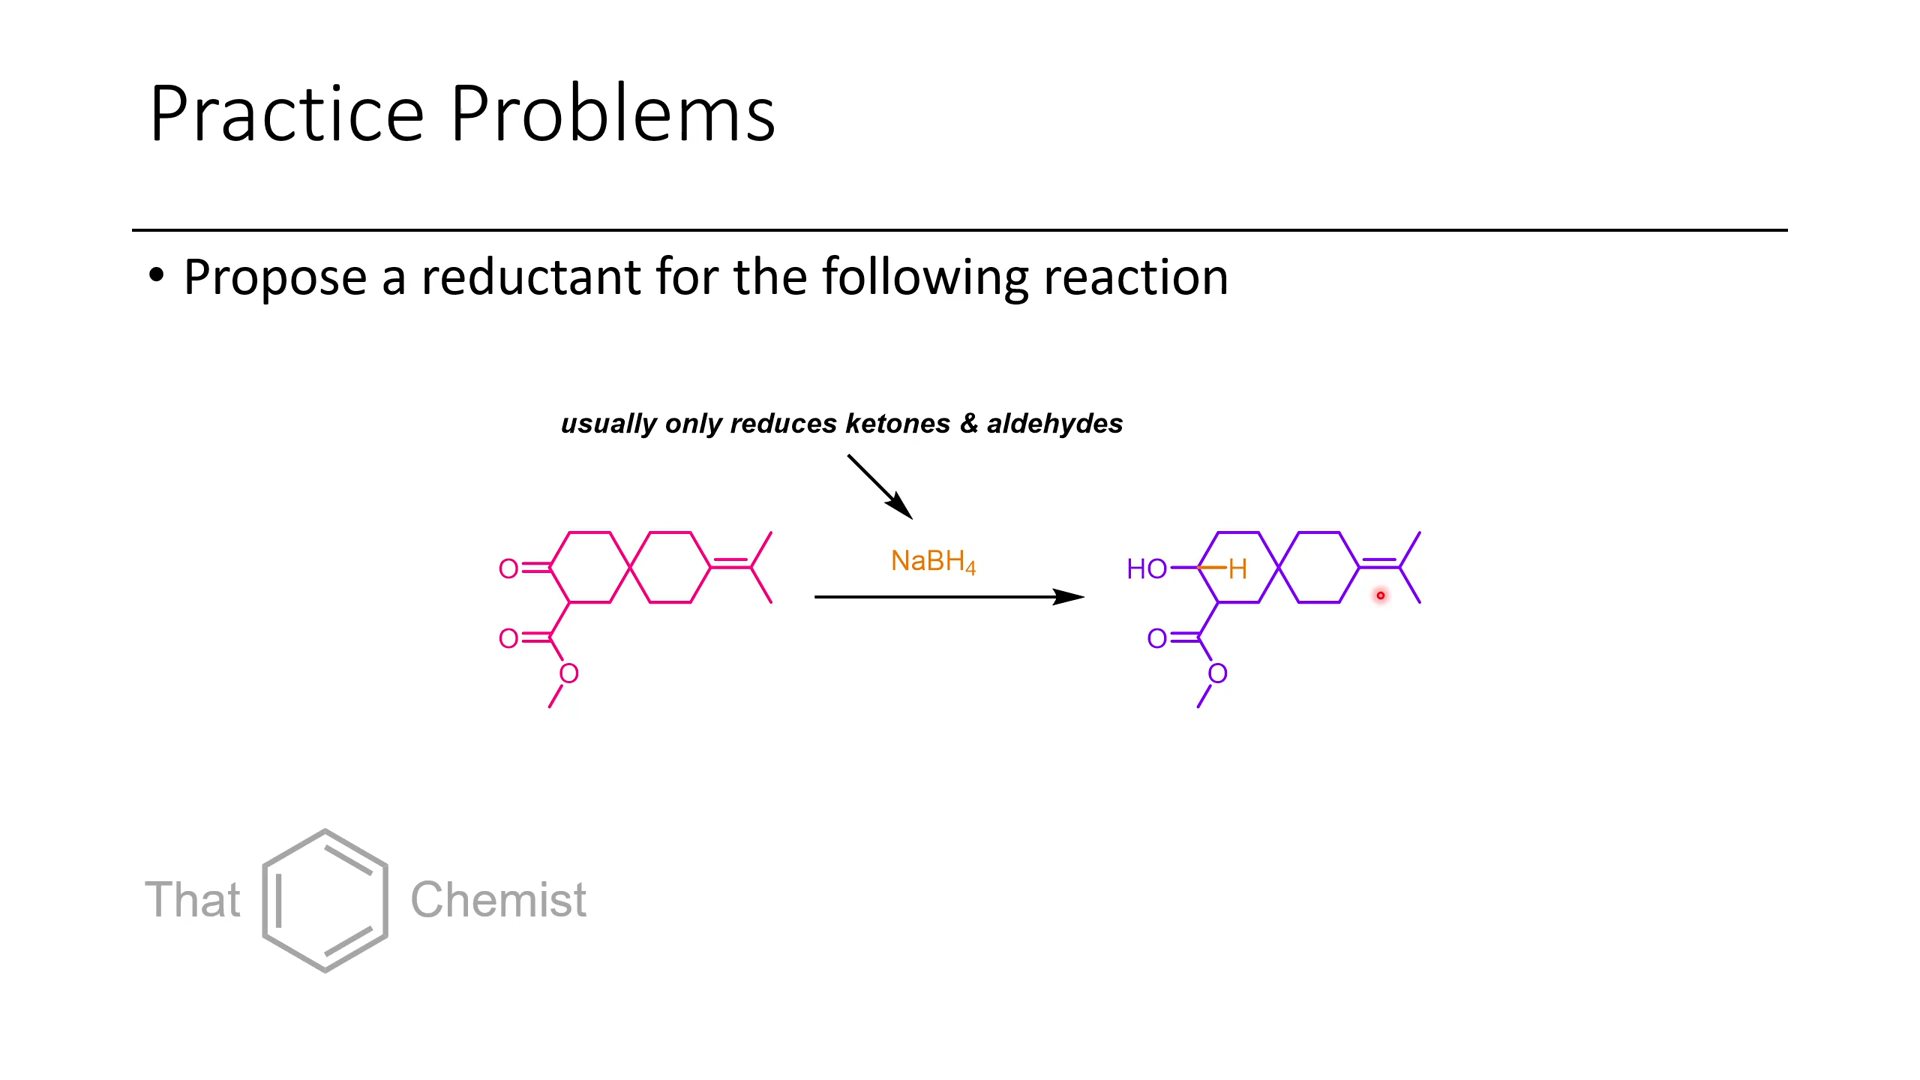 Practice Problems
• Propose a reductant for the following reaction
usually only reduces ketones & aldehydes
NaBH4
O
HO H
O
O
O
O
That Chemist